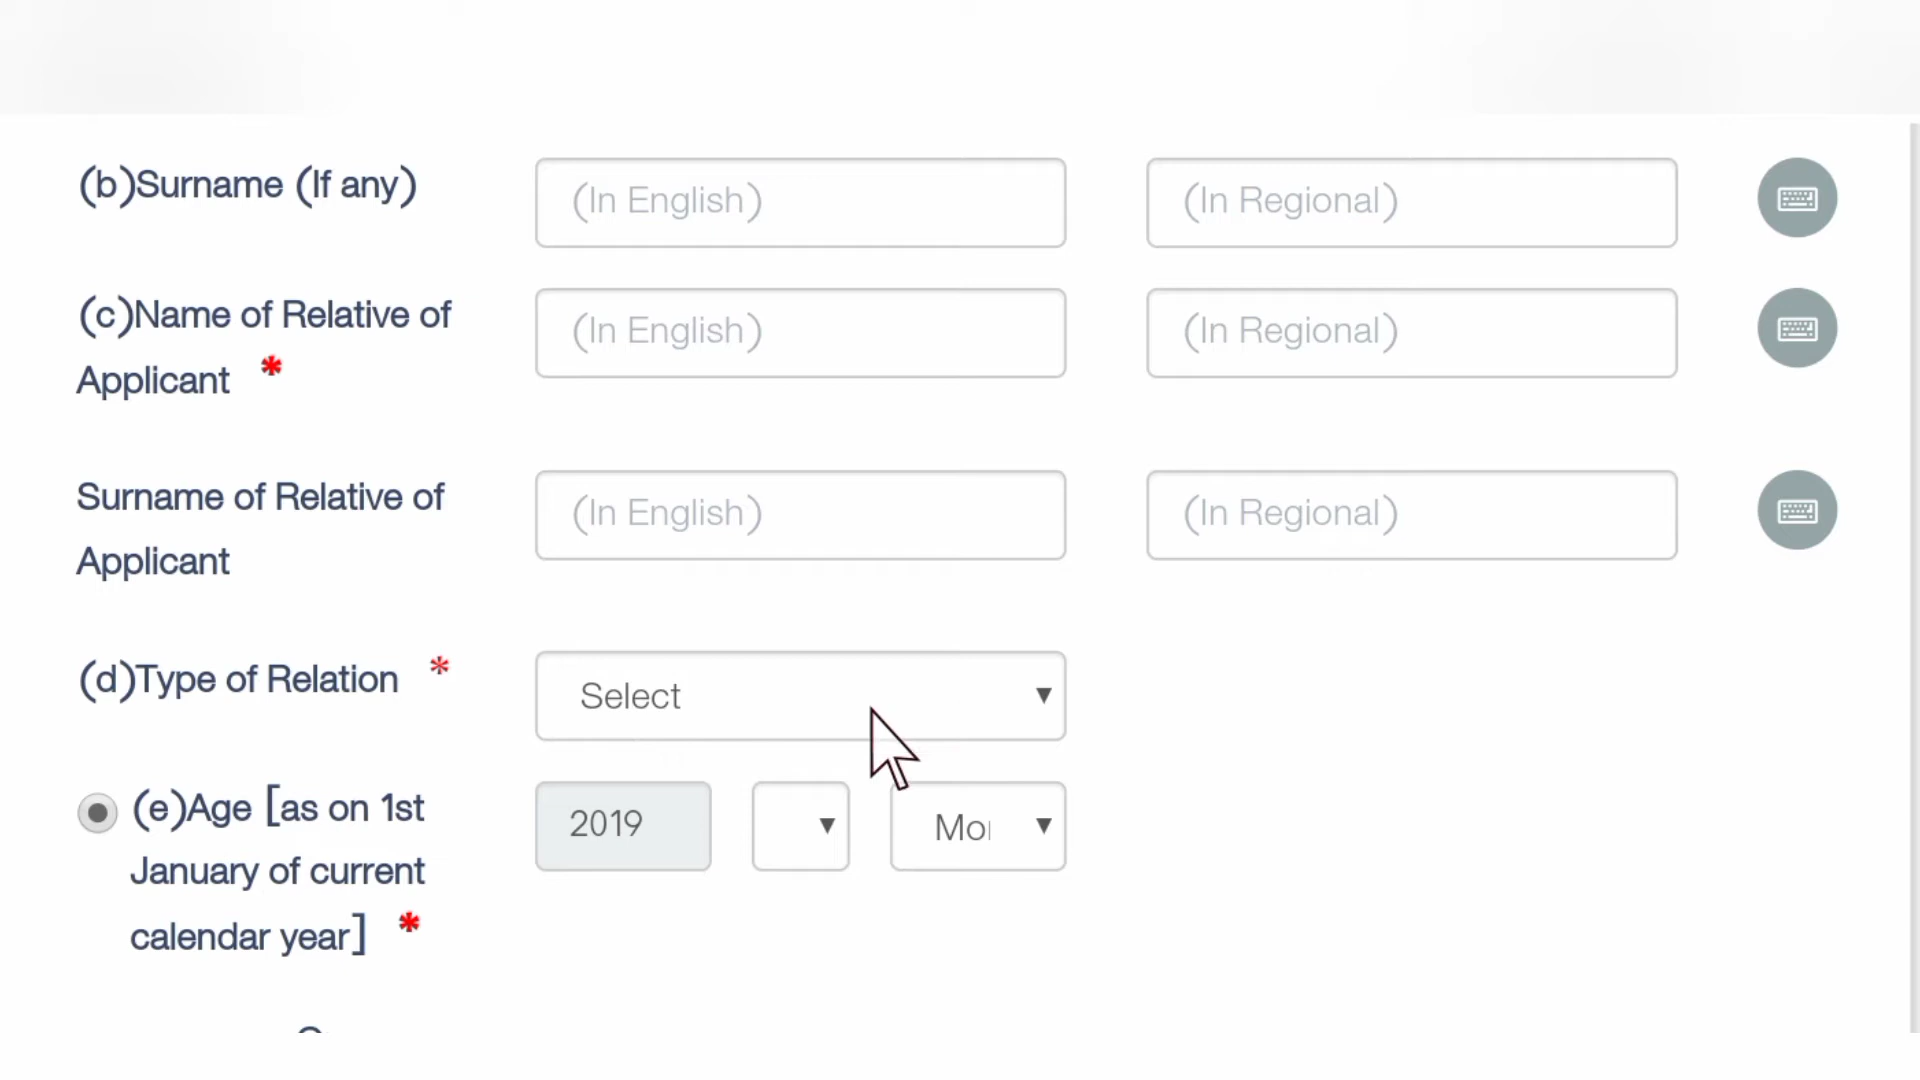 (b)Surname (If any) (In English) (In Regional)
(c)Name of Relative of (In English) (In Regional)
Applicant *
Surname of Relative of (In English) (In Regional)
Applicant
(d)Type of Relation * Select
(e)Age [as on 1st 2019 Mo
January of current
calendar year] *